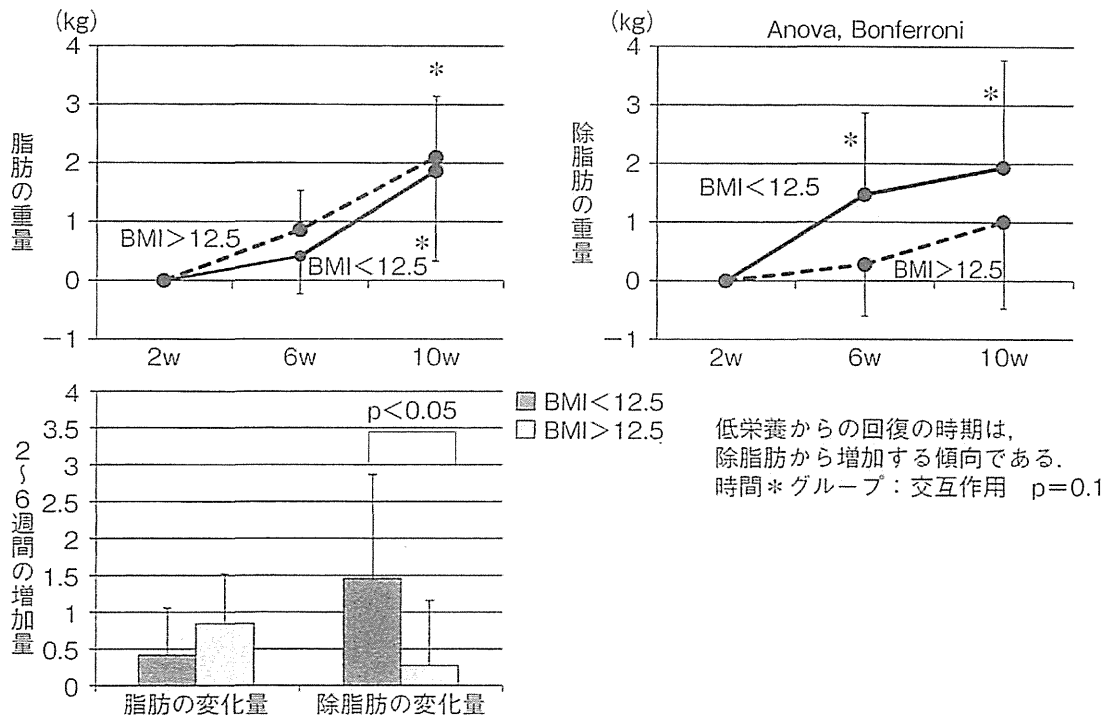 (kg)
4
3
2
1
0
−1
脂肪の重量
*
*
BMI>12.5
BMI<12.5
2w
6w
10w
(kg)
Anova, Bonferroni
4
3
2
1
0
−1
除脂肪の重量
*
*
BMI<12.5
BMI>12.5
2w
6w
10w
4
3.5
3
2.5
2
1.5
1
0.5
0
2〜6週間の増加量
p<0.05
脂肪の変化量
除脂肪の変化量
BMI<12.5
BMI>12.5
低栄養からの回復の時期は,
除脂肪から増加する傾向である.
時間*グループ:交互作用 p=0.1